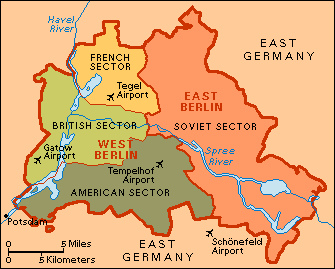 Havel
River
FRENCH
SECTOR
Tegel
Airport
EAST
GERMANY
EAST
BERLIN
BRITISH SECTOR
SOVIET SECTOR
Gatow
Airport
WEST
BERLIN
Spree
River
Tempelhof
Airport
AMERICAN SECTOR
Potsdam
0 5 Miles
0 5 Kilometers
EAST
GERMANY
Schönefeld
Airport